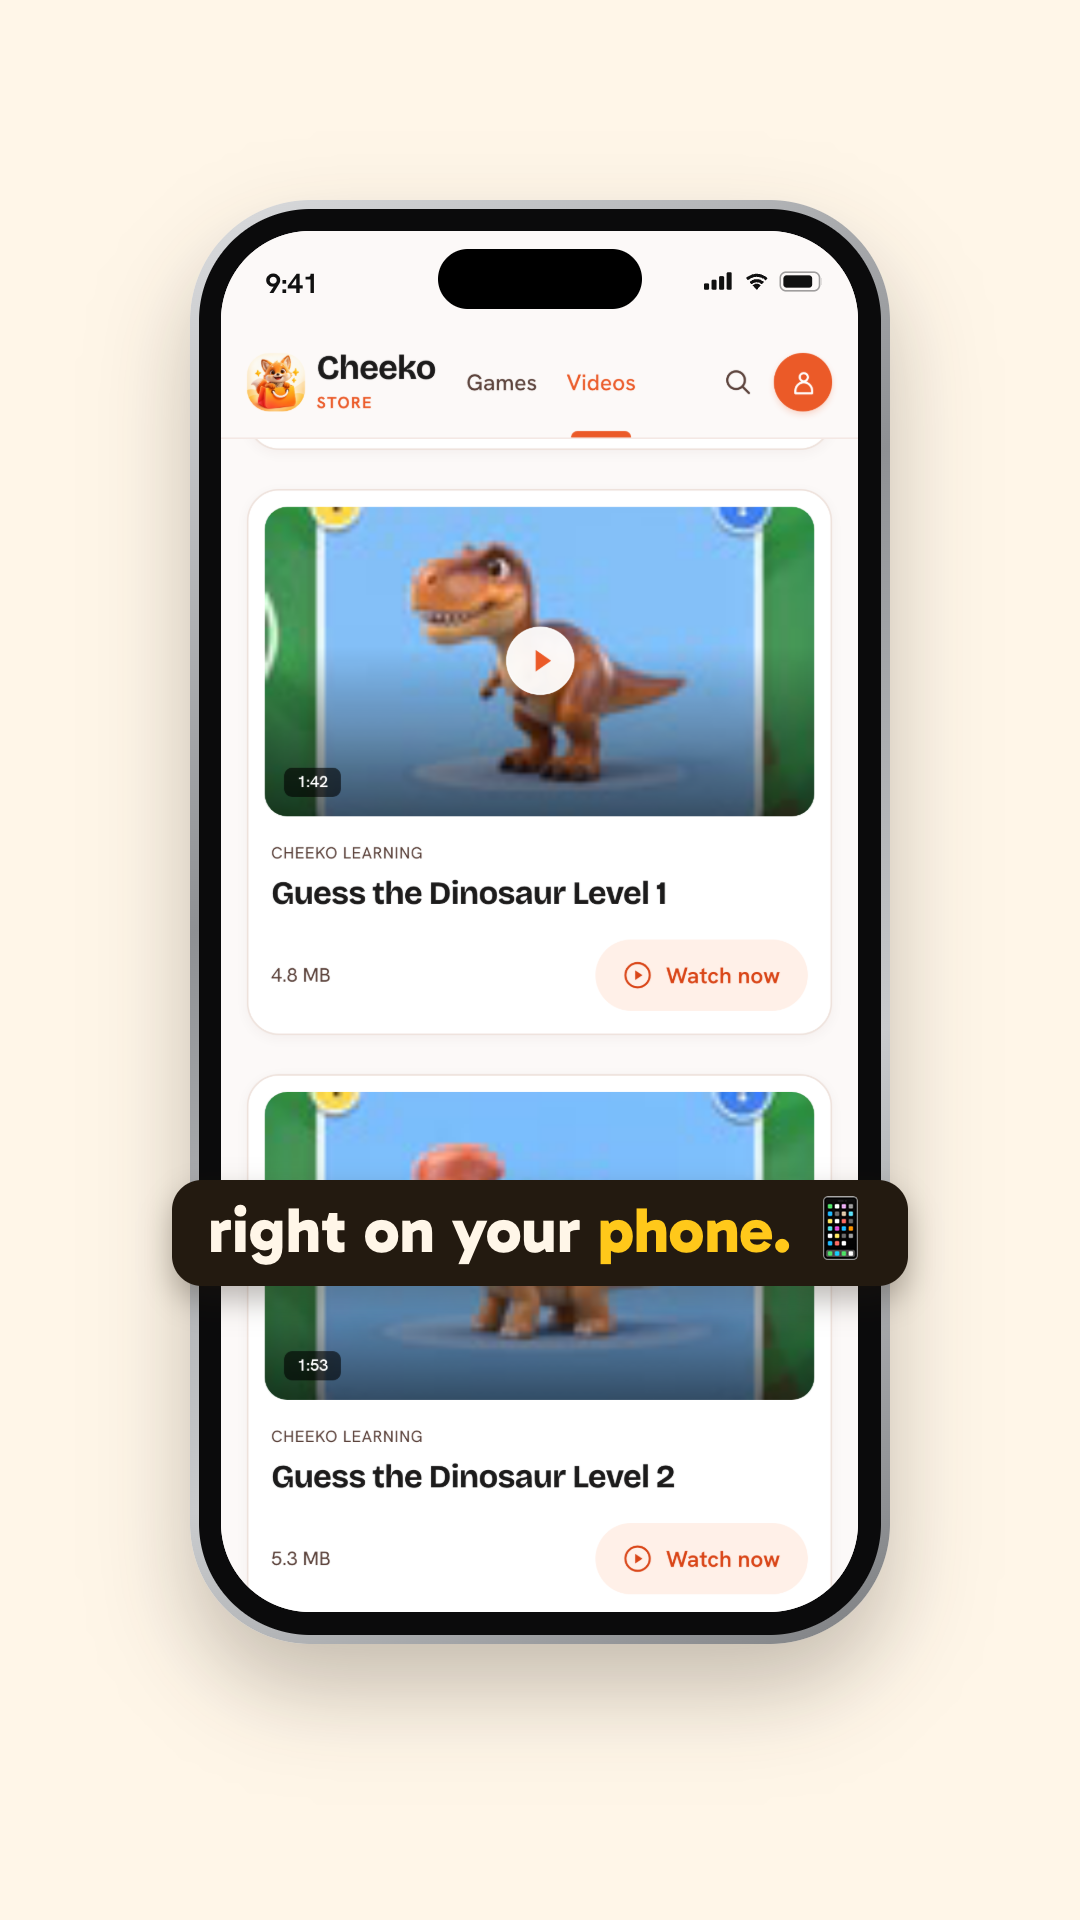 9:41
Cheeko
STORE
Games
Videos
1:42
CHEEKO LEARNING
Guess the Dinosaur Level 1
4.8 MB
Watch now
right on your phone. 📱
1:53
CHEEKO LEARNING
Guess the Dinosaur Level 2
5.3 MB
Watch now